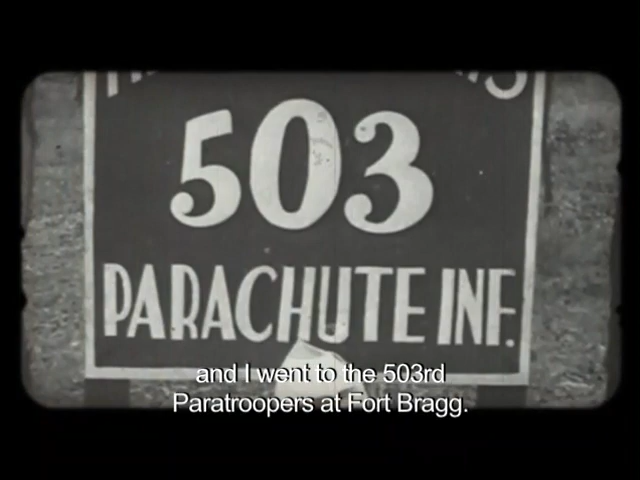 503
PARACHUTE INF.
and I went to the 503rd
Paratroopers at Fort Bragg.